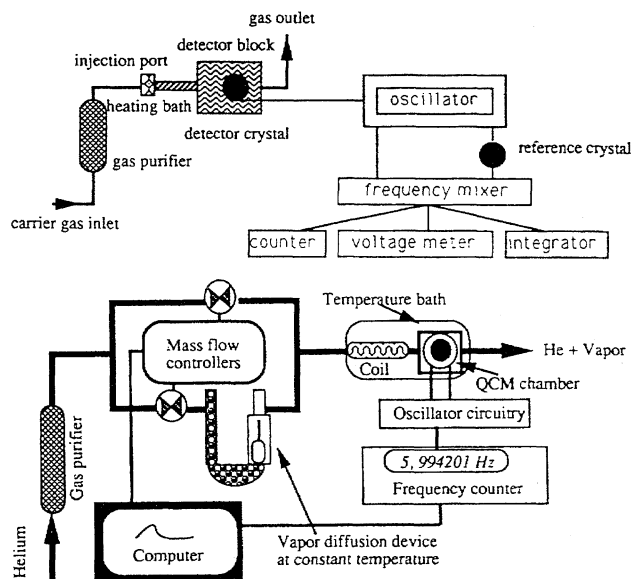 gas outlet
detector block
injection port
heating bath
detector crystal
gas purifier
carrier gas inlet
oscillator
reference crystal
frequency mixer
counter
voltage meter
integrator
Temperature bath
Mass flow
controllers
Coil
He + Vapor
QCM chamber
Oscillator circuitry
5, 994201 Hz
Frequency counter
Gas purifier
Helium
Computer
Vapor diffusion device
at constant temperature